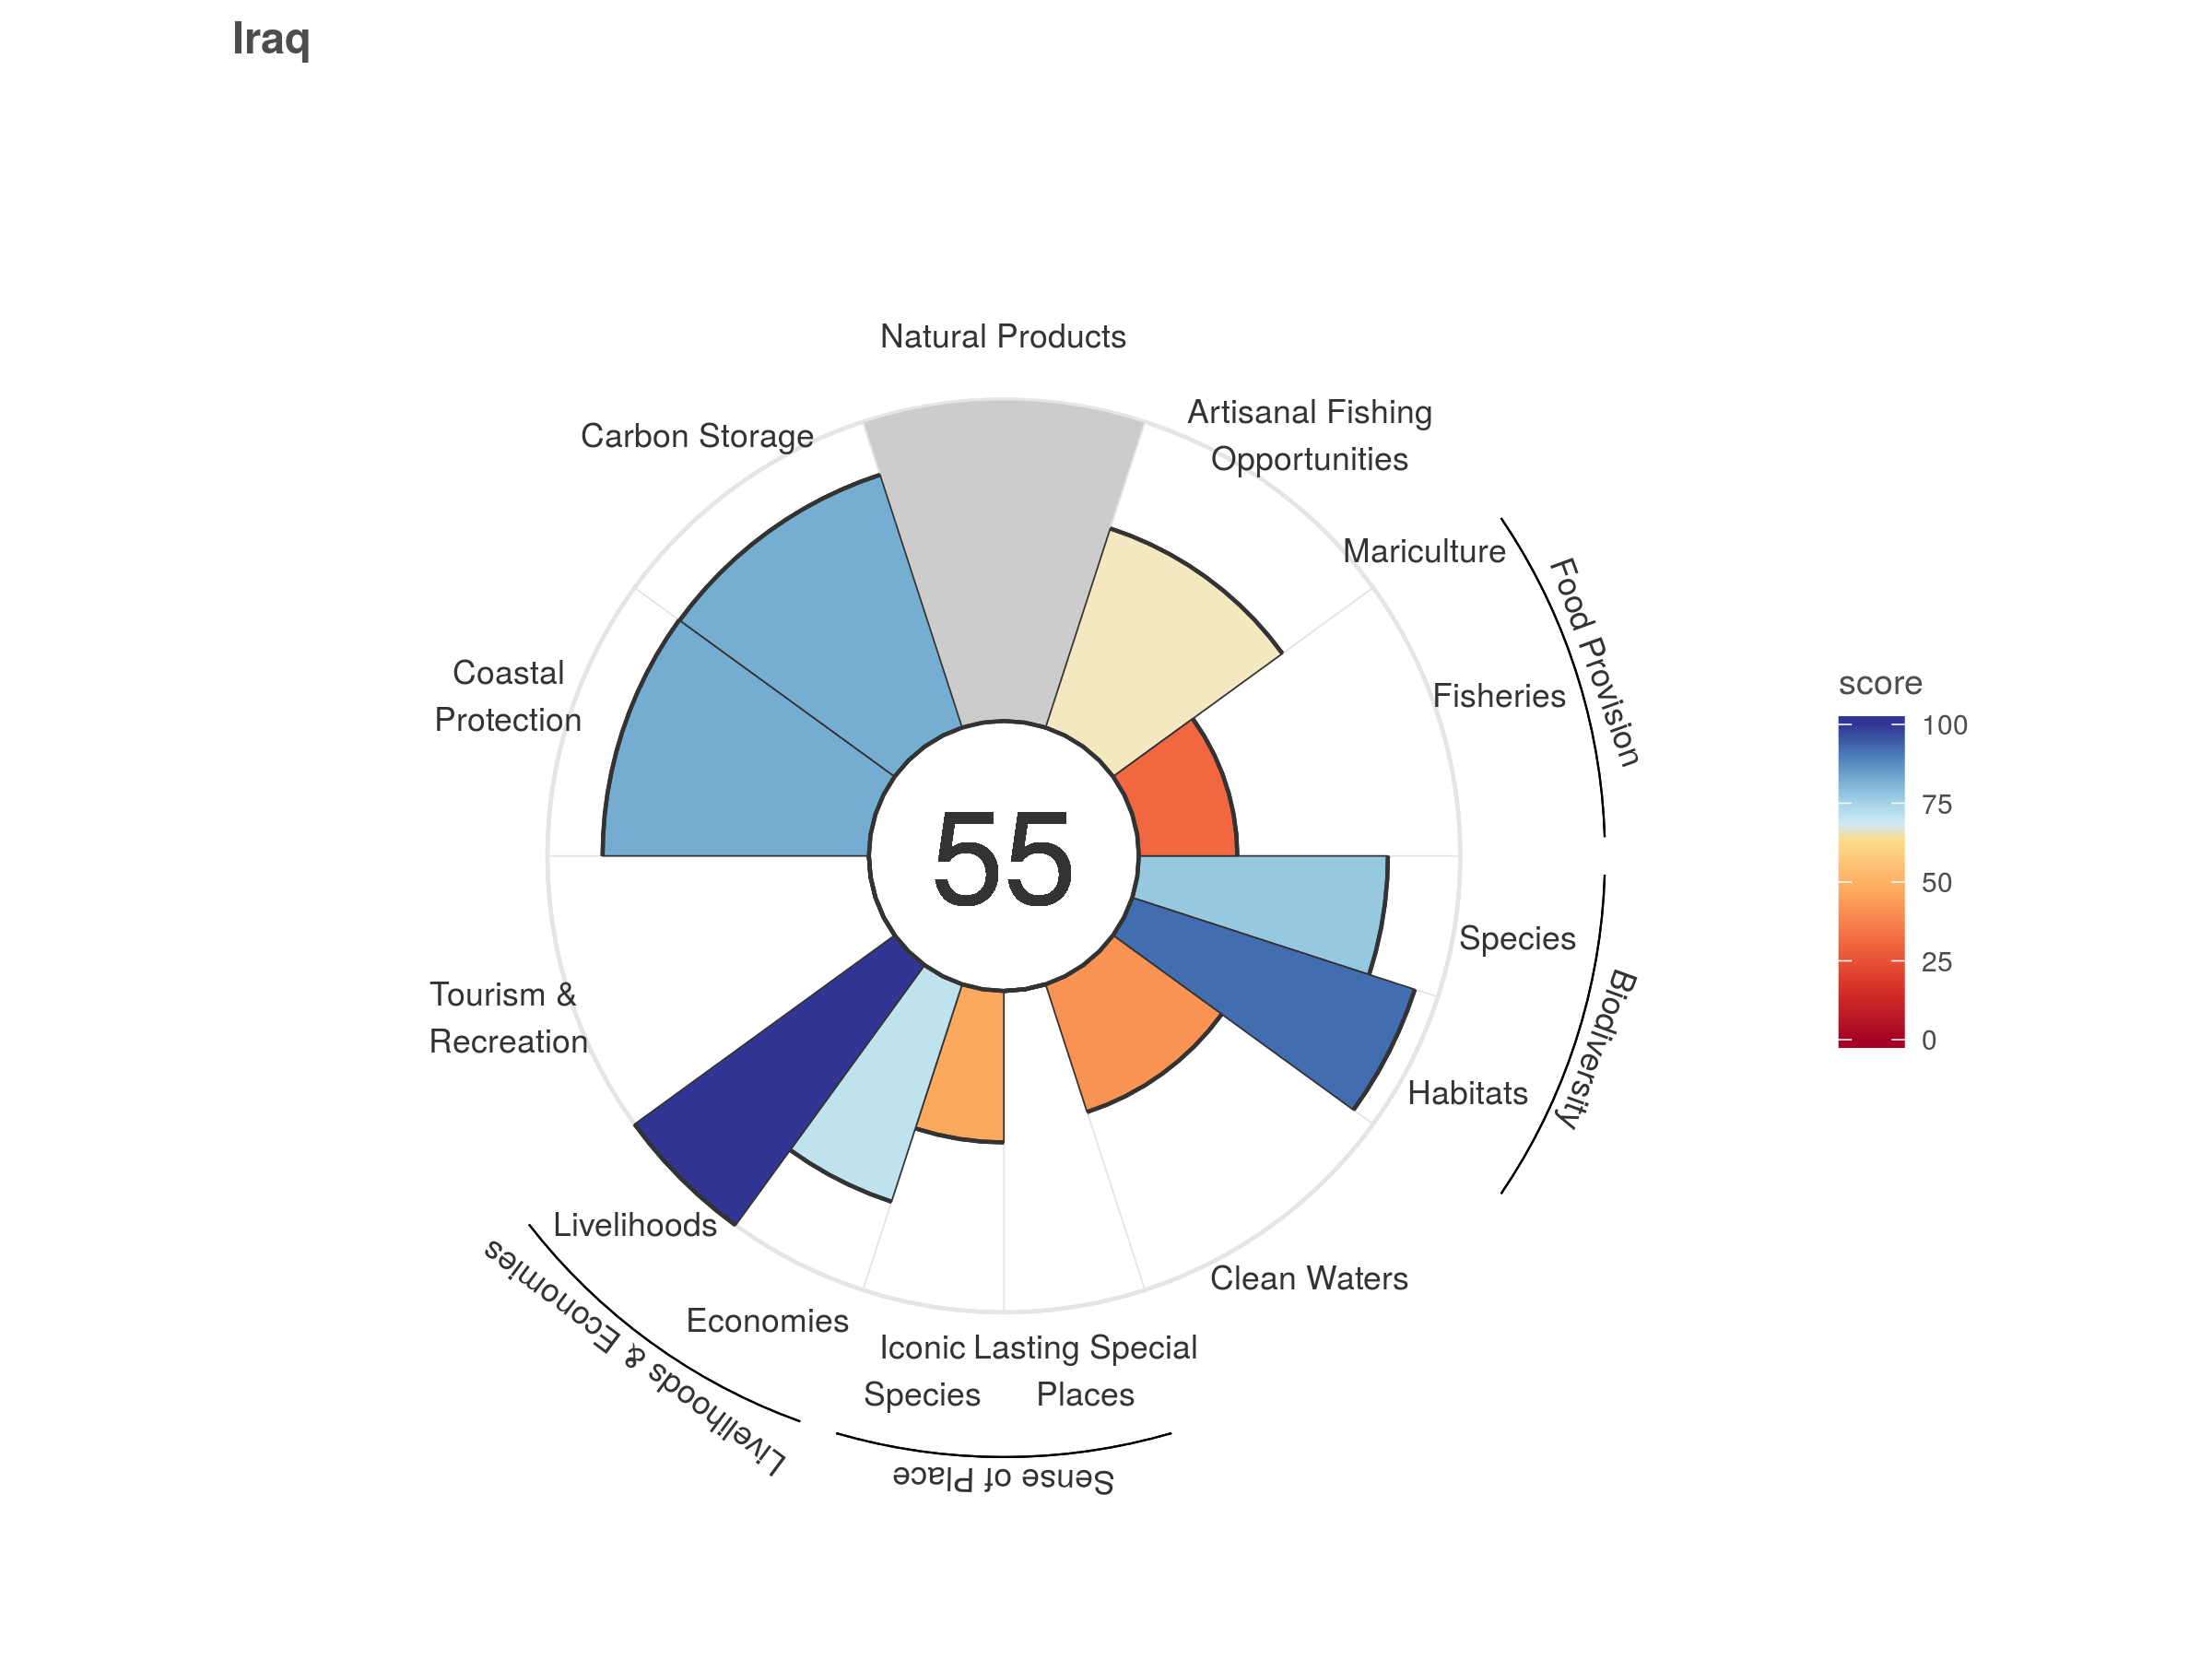 Iraq
Natural Products
Artisanal Fishing
Opportunities
Carbon Storage
Mariculture
Food Provision
Fisheries
Coastal
Protection
score
100
75
50
25
0
55
Species
Biodiversity
Habitats
Tourism &
Recreation
Livelihoods
Clean Waters
Economies
Livelihoods & Economies
Iconic
Species
Lasting Special
Places
Sense of Place